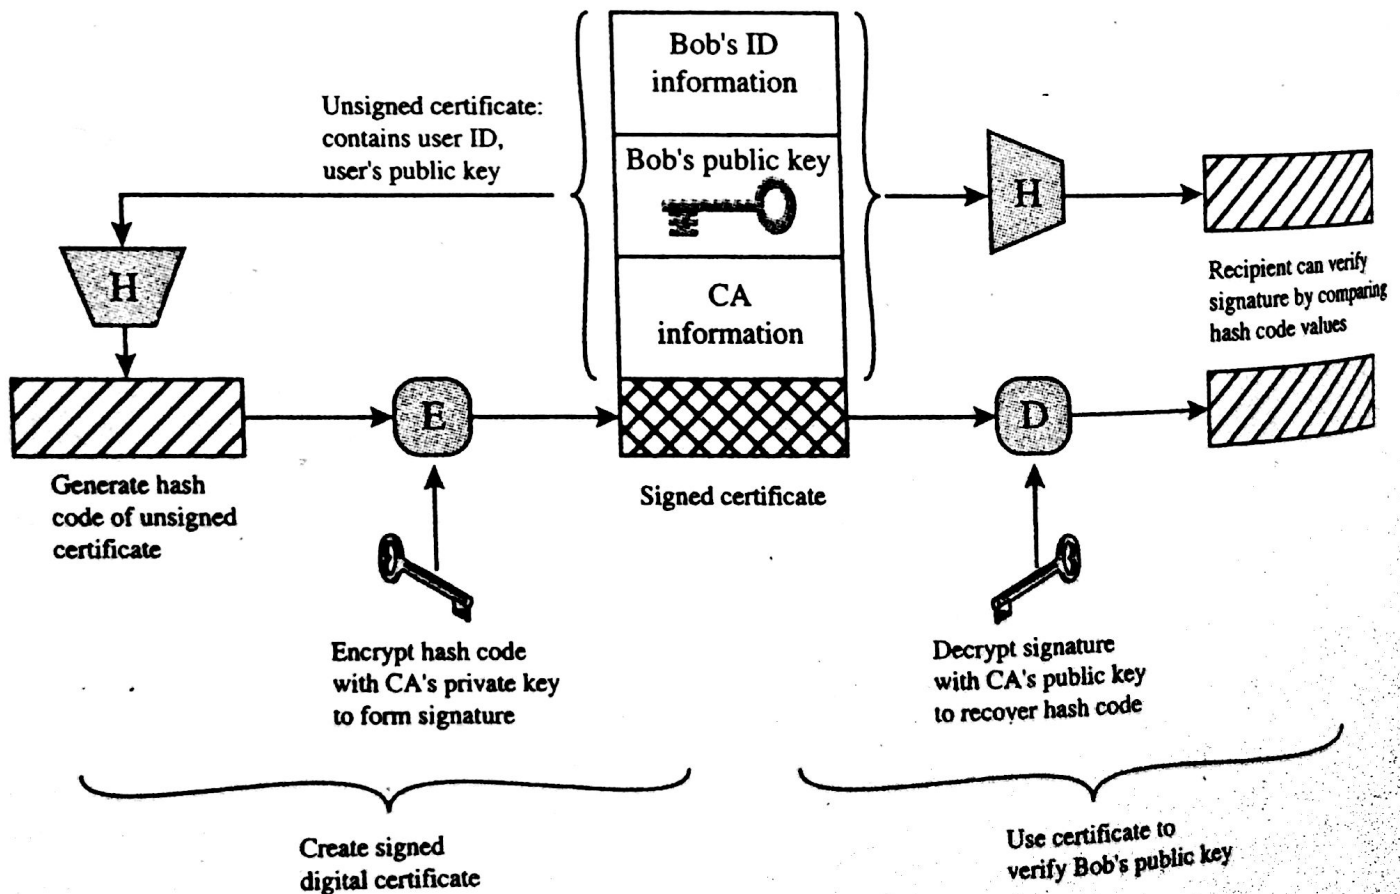 Bob's ID
information
Unsigned certificate:
contains user ID,
user's public key
Bob's public key
H
H
CA
information
Recipient can verify
signature by comparing
hash code values
E
D
Generate hash
code of unsigned
certificate
Signed certificate
Encrypt hash code
with CA's private key
to form signature
Decrypt signature
with CA's public key
to recover hash code
Create signed
digital certificate
Use certificate to
verify Bob's public key